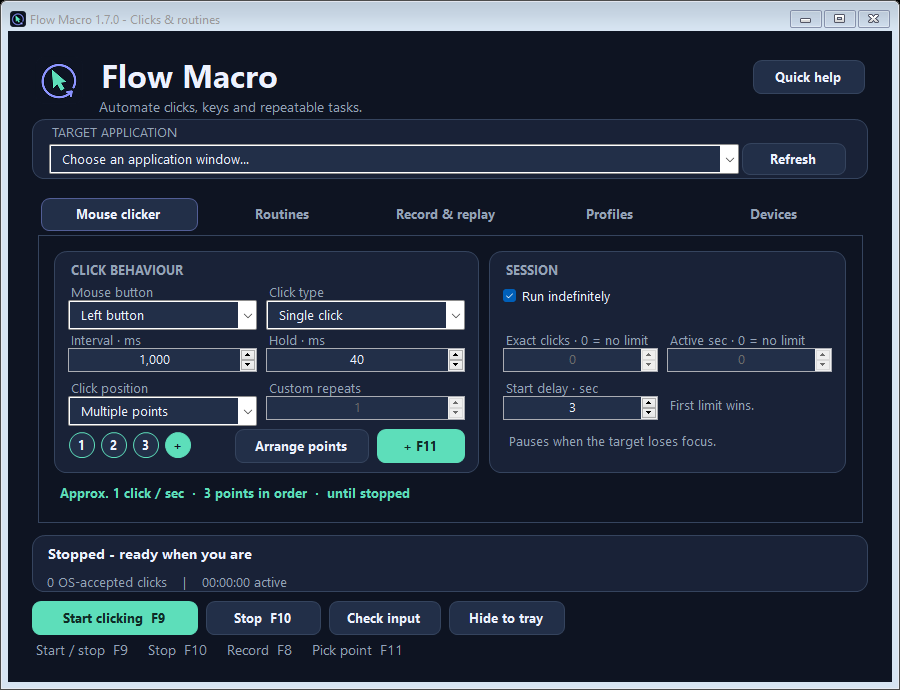 Flow Macro 1.7.0 - Clicks & routines
Flow Macro
Automate clicks, keys and repeatable tasks.
Quick help
TARGET APPLICATION
Choose an application window...
Refresh
Mouse clicker
Routines
Record & replay
Profiles
Devices
CLICK BEHAVIOUR
Mouse button
Click type
Left button
Single click
Interval · ms
Hold · ms
1,000
40
Click position
Custom repeats
Multiple points
1
1
2
3
+
Arrange points
+ F11
SESSION
Run indefinitely
Exact clicks · 0 = no limit
Active sec · 0 = no limit
0
0
Start delay · sec
3
First limit wins.
Pauses when the target loses focus.
Approx. 1 click / sec · 3 points in order · until stopped
Stopped - ready when you are
0 OS-accepted clicks | 00:00:00 active
Start clicking F9
Stop F10
Check input
Hide to tray
Start / stop F9 Stop F10 Record F8 Pick point F11